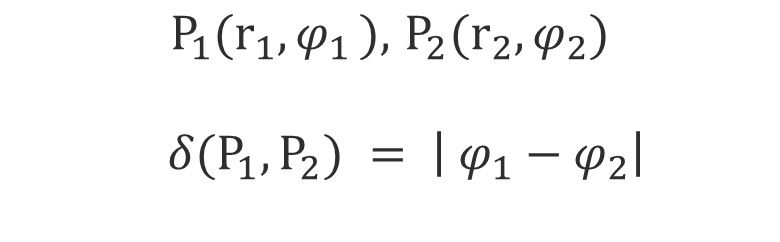 P₁(r₁,φ₁), P₂(r₂,φ₂)
δ(P₁,P₂) = |φ₁ − φ₂|